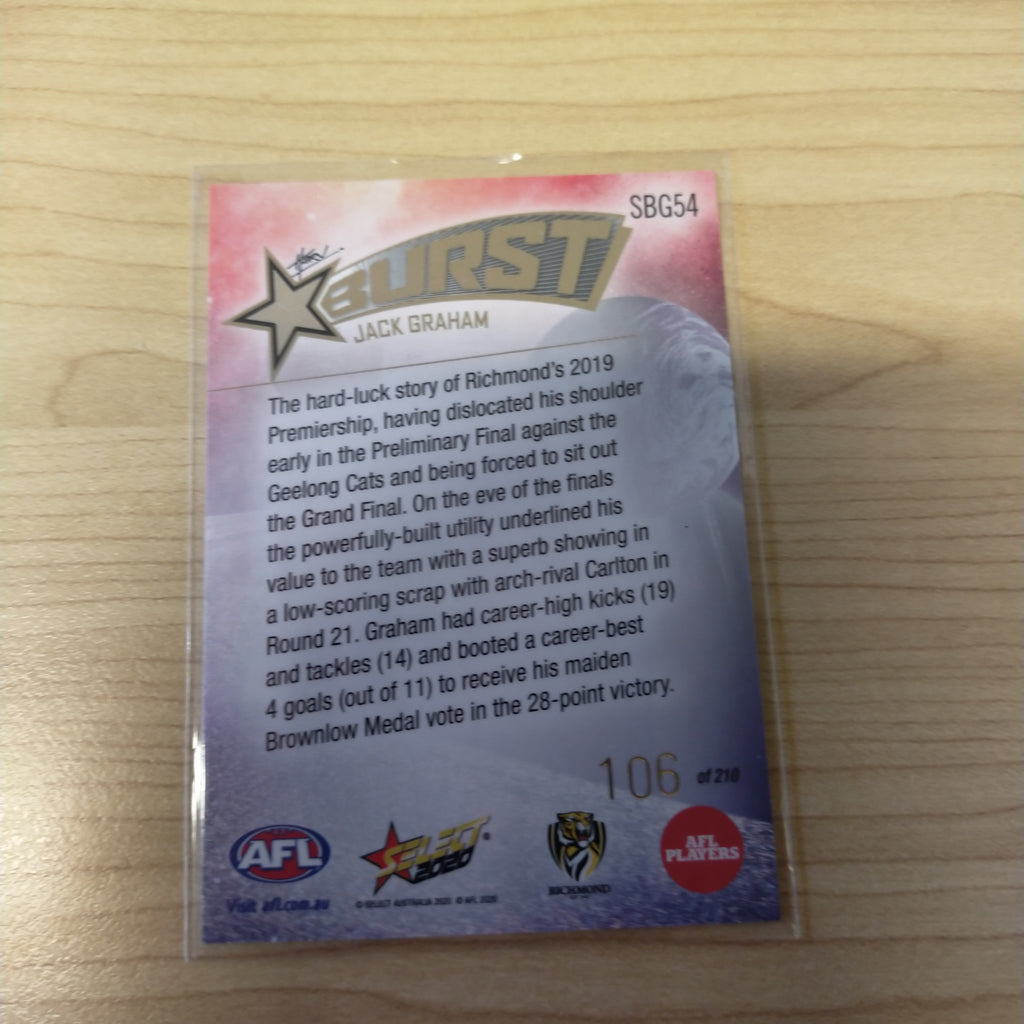 SBG54
BURST
JACK GRAHAM
The hard-luck story of Richmond's 2019
Premiership, having dislocated his shoulder
early in the Preliminary Final against the
Geelong Cats and being forced to sit out
the Grand Final. On the eve of the finals
the powerfully-built utility underlined his
value to the team with a superb showing in
a low-scoring scrap with arch-rival Carlton in
Round 21. Graham had career-high kicks (19)
and tackles (14) and booted a career-best
4 goals (out of 11) to receive his maiden
Brownlow Medal vote in the 28-point victory.
106 of 210
AFL
SELECT
2020
RICHMOND
AFL
PLAYERS
Visit afl.com.au
© SELECT AUSTRALIA 2020 © AFL 2020